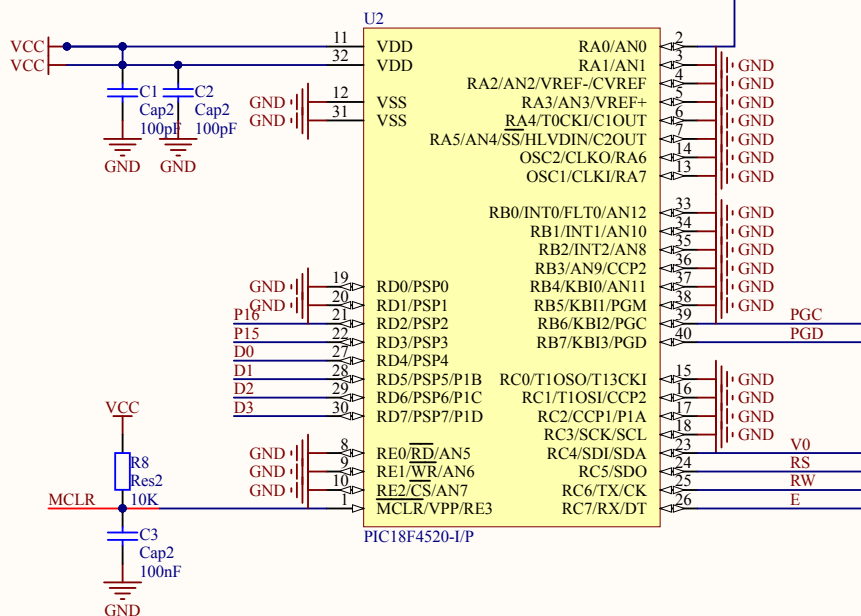 U2
VCC
VCC
11 VDD
32 VDD
12 VSS
31 VSS
GND
GND
C1
Cap2
100pF
C2
Cap2
100pF
GND
GND
RA0/AN0 2
RA1/AN1 3 GND
RA2/AN2/VREF-/CVREF 4 GND
RA3/AN3/VREF+ 5 GND
RA4/T0CKI/C1OUT 6 GND
RA5/AN4/SS/HLVDIN/C2OUT 7 GND
OSC2/CLKO/RA6 14 GND
OSC1/CLKI/RA7 13 GND
RB0/INT0/FLT0/AN12 33 GND
RB1/INT1/AN10 34 GND
RB2/INT2/AN8 35 GND
RB3/AN9/CCP2 36 GND
RB4/KBI0/AN11 37 GND
RB5/KBI1/PGM 38 GND
RB6/KBI2/PGC 39 PGC
RB7/KBI3/PGD 40 PGD
GND 19 RD0/PSP0
GND 20 RD1/PSP1
P16 21 RD2/PSP2
P15 22 RD3/PSP3
D0 27 RD4/PSP4
D1 28 RD5/PSP5/P1B
D2 29 RD6/PSP6/P1C
D3 30 RD7/PSP7/P1D
RC0/T1OSO/T13CKI 15 GND
RC1/T1OSI/CCP2 16 GND
RC2/CCP1/P1A 17 GND
RC3/SCK/SCL 18 GND
RC4/SDI/SDA 23 V0
RC5/SDO 24 RS
RC6/TX/CK 25 RW
RC7/RX/DT 26 E
GND 8 RE0/RD/AN5
GND 9 RE1/WR/AN6
GND 10 RE2/CS/AN7
1 MCLR/VPP/RE3
VCC
R8
Res2
10K
MCLR
C3
Cap2
100nF
GND
PIC18F4520-I/P